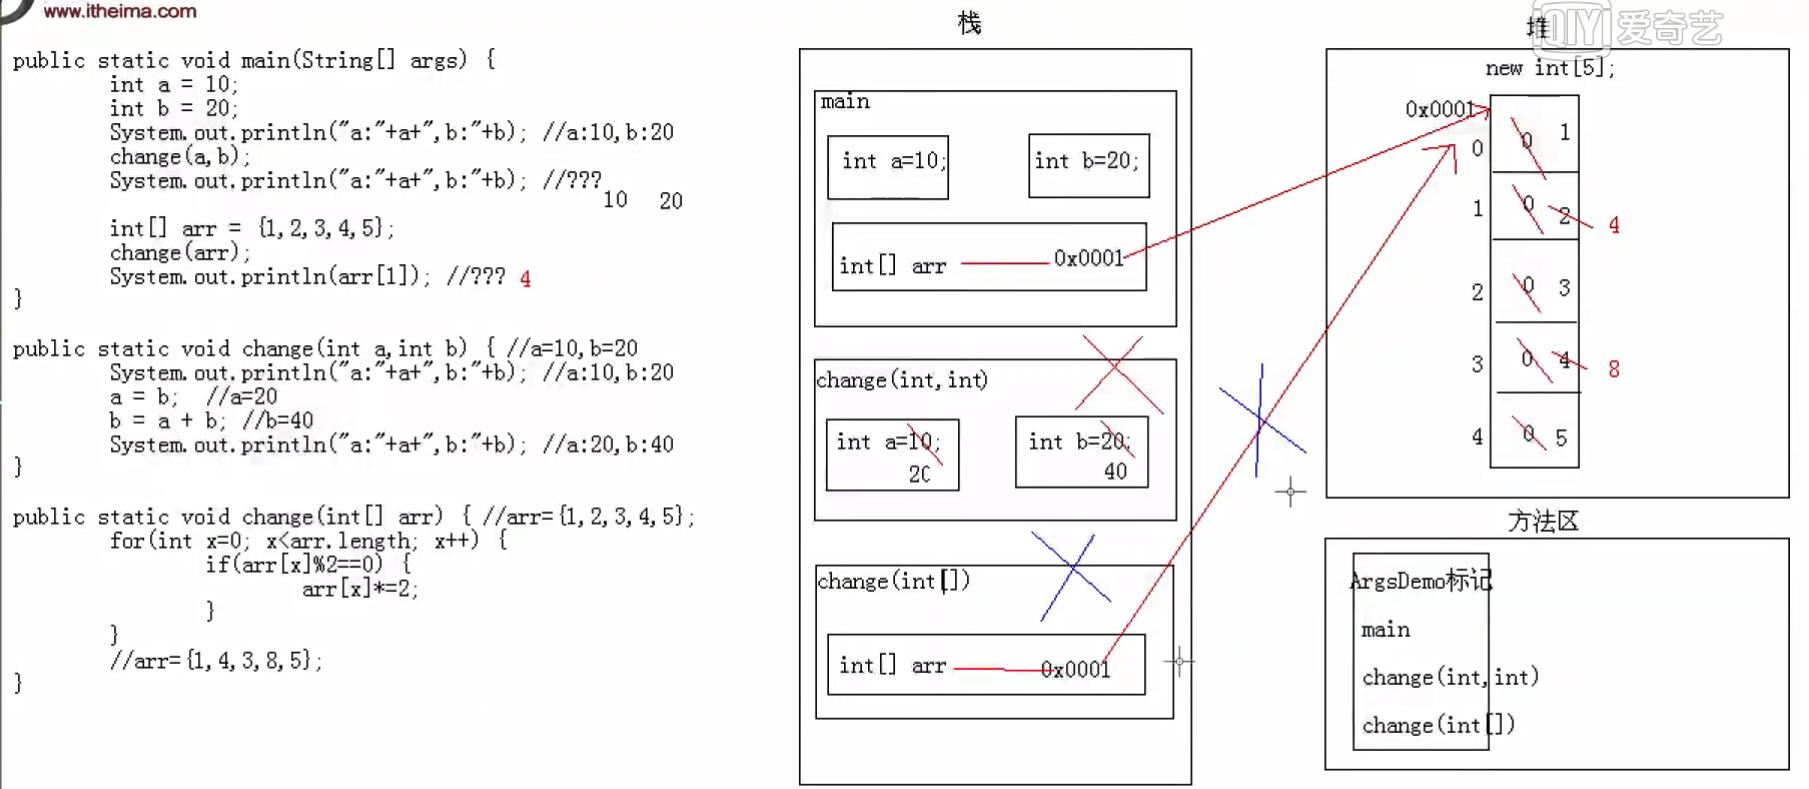 www.itheima.com
public static void main(String[] args) {
int a = 10;
int b = 20;
System.out.println("a:"+a+",b:"+b); //a:10,b:20
change(a,b);
System.out.println("a:"+a+",b:"+b); //???
10 20
int[] arr = {1,2,3,4,5};
change(arr);
System.out.println(arr[1]); //??? 4
}
public static void change(int a,int b) { //a=10,b=20
System.out.println("a:"+a+",b:"+b); //a:10,b:20
a = b; //a=20
b = a + b; //b=40
System.out.println("a:"+a+",b:"+b); //a:20,b:40
}
public static void change(int[] arr) { //arr={1,2,3,4,5};
for(int x=0; x<arr.length; x++) {
if(arr[x]%2==0) {
arr[x]*=2;
}
}
//arr={1,4,3,8,5};
}
栈
main
int a=10; int b=20;
int[] arr 0x0001
change(int,int)
int a=10; int b=20;
20 40
change(int[])
int[] arr 0x0001
堆
QIY 爱奇艺
new int[5];
0x0001
0 0 1
1 0 2 4
2 0 3
3 0 4 8
4 0 5
方法区
ArgsDemo标记
main
change(int,int)
change(int[])